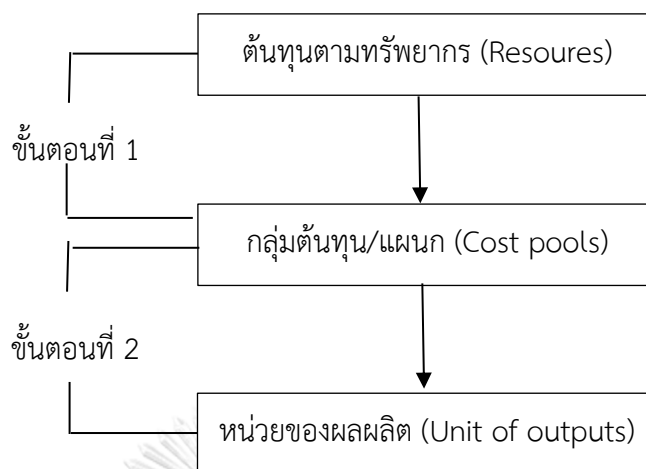 ต้นทุนตามทรัพยากร (Resoures)
ขั้นตอนที่ 1
กลุ่มต้นทุน/แผนก (Cost pools)
ขั้นตอนที่ 2
หน่วยของผลผลิต (Unit of outputs)